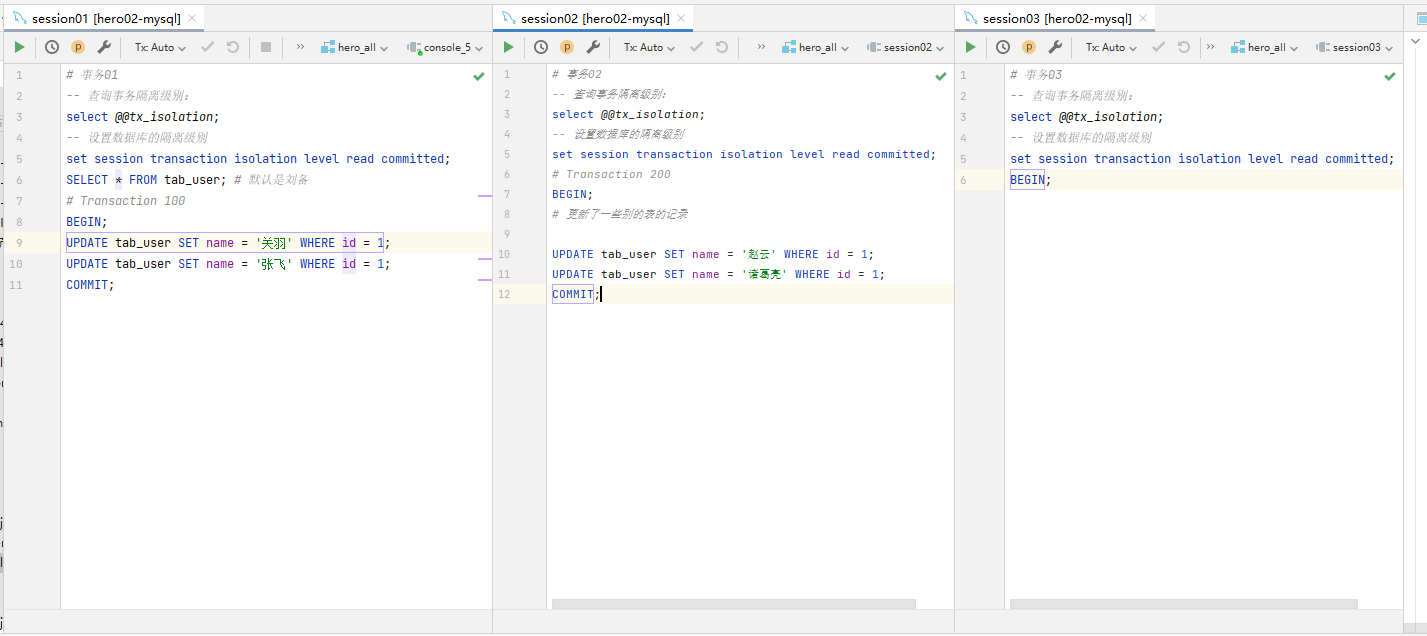 session01 [hero02-mysql]
Tx: Auto
hero_all
console_5
1 # 事务01
2 -- 查询事务隔离级别：
3 select @@tx_isolation;
4 -- 设置数据库的隔离级别
5 set session transaction isolation level read committed;
6 SELECT * FROM tab_user; # 默认是刘备
7 # Transaction 100
8 BEGIN;
9 UPDATE tab_user SET name = '关羽' WHERE id = 1;
10 UPDATE tab_user SET name = '张飞' WHERE id = 1;
11 COMMIT;
session02 [hero02-mysql]
Tx: Auto
hero_all
session02
1 # 事务02
2 -- 查询事务隔离级别：
3 select @@tx_isolation;
4 -- 设置数据库的隔离级别
5 set session transaction isolation level read committed;
6 # Transaction 200
7 BEGIN;
8 # 更新了一些别的表的记录
9
10 UPDATE tab_user SET name = '赵云' WHERE id = 1;
11 UPDATE tab_user SET name = '诸葛亮' WHERE id = 1;
12 COMMIT;
session03 [hero02-mysql]
Tx: Auto
hero_all
session03
1 # 事务03
2 -- 查询事务隔离级别：
3 select @@tx_isolation;
4 -- 设置数据库的隔离级别
5 set session transaction isolation level read committed;
6 BEGIN;